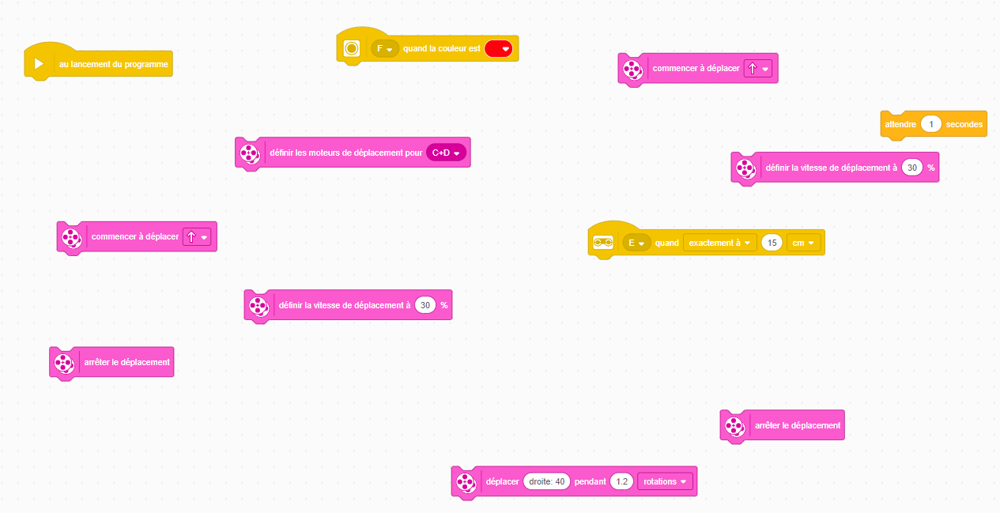 au lancement du programme
F quand la couleur est
commencer à déplacer
attendre 1 secondes
définir les moteurs de déplacement pour C+D
définir la vitesse de déplacement à 30 %
commencer à déplacer
E quand exactement à 15 cm
définir la vitesse de déplacement à 30 %
arrêter le déplacement
arrêter le déplacement
déplacer droite: 40 pendant 1.2 rotations